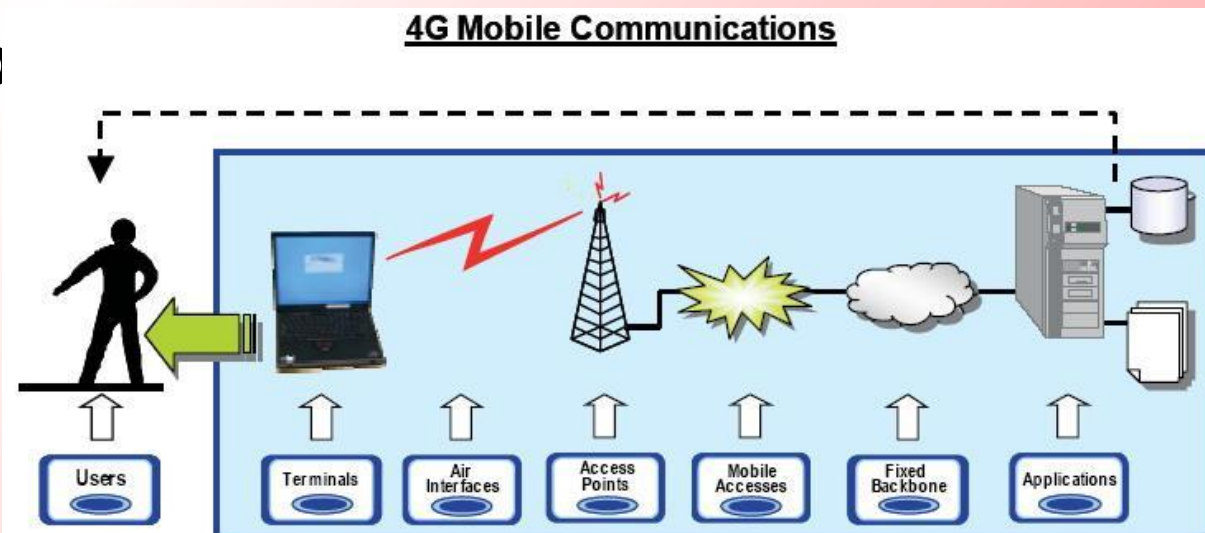 4G Mobile Communications
Users
Terminals
Air
Interfaces
Access
Points
Mobile
Accesses
Fixed
Backbone
Applications